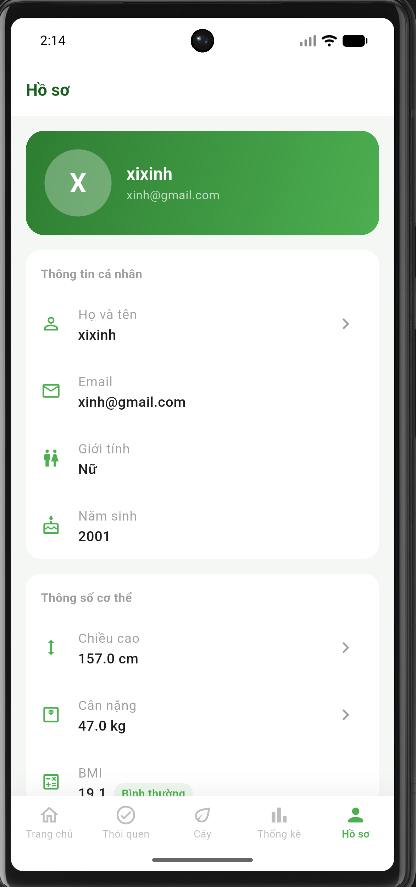 2:14
Hồ sơ
X
xixinh
xinh@gmail.com
Thông tin cá nhân
Họ và tên
xixinh
Email
xinh@gmail.com
Giới tính
Nữ
Năm sinh
2001
Thông số cơ thể
Chiều cao
157.0 cm
Cân nặng
47.0 kg
BMI
19.1 Bình thường
Trang chủ Thói quen Cây Thống kê Hồ sơ